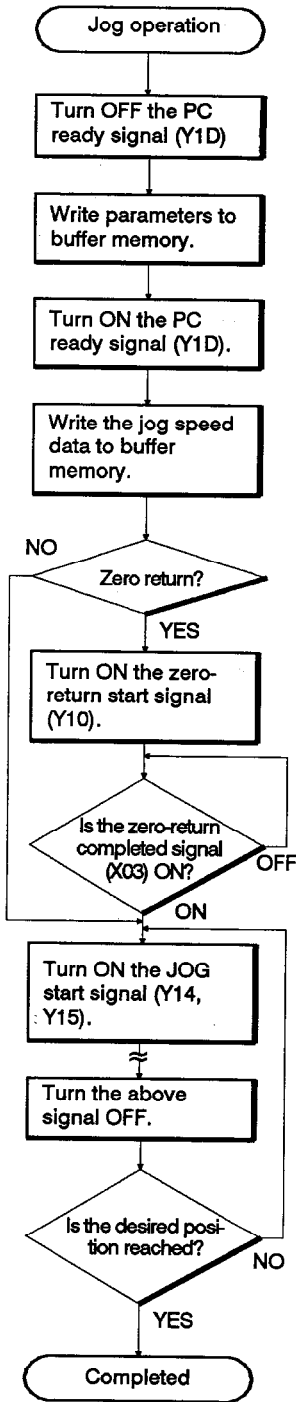 Jog operation
Turn OFF the PC
ready signal (Y1D)
Write parameters to
buffer memory.
Turn ON the PC
ready signal (Y1D).
Write the jog speed
data to buffer
memory.
NO
Zero return?
YES
Turn ON the zero-
return start signal
(Y10).
Is the zero-return
completed signal
(X03) ON?
OFF
ON
Turn ON the JOG
start signal (Y14,
Y15).
Turn the above
signal OFF.
Is the desired posi-
tion reached?
NO
YES
Completed